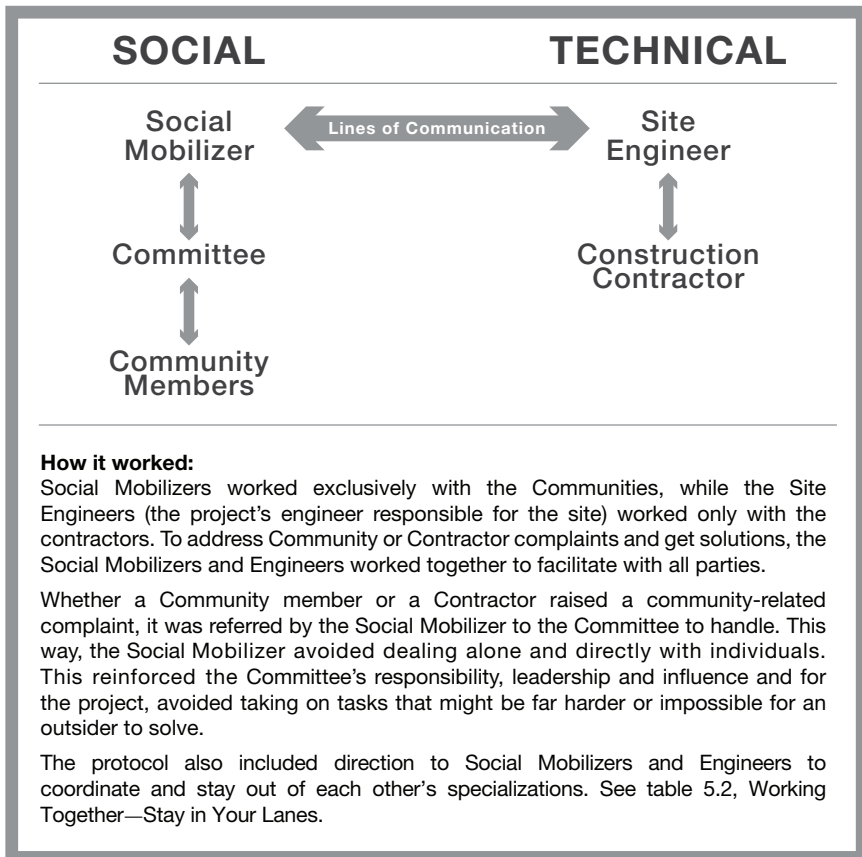 SOCIAL
TECHNICAL
Social
Mobilizer
Lines of Communication
Site
Engineer
Committee
Construction
Contractor
Community
Members
How it worked:
Social Mobilizers worked exclusively with the Communities, while the Site
Engineers (the project's engineer responsible for the site) worked only with the
contractors. To address Community or Contractor complaints and get solutions, the
Social Mobilizers and Engineers worked together to facilitate with all parties.
Whether a Community member or a Contractor raised a community-related
complaint, it was referred by the Social Mobilizer to the Committee to handle. This
way, the Social Mobilizer avoided dealing alone and directly with individuals.
This reinforced the Committee's responsibility, leadership and influence and for
the project, avoided taking on tasks that might be far harder or impossible for an
outsider to solve.
The protocol also included direction to Social Mobilizers and Engineers to
coordinate and stay out of each other's specializations. See table 5.2, Working
Together—Stay in Your Lanes.